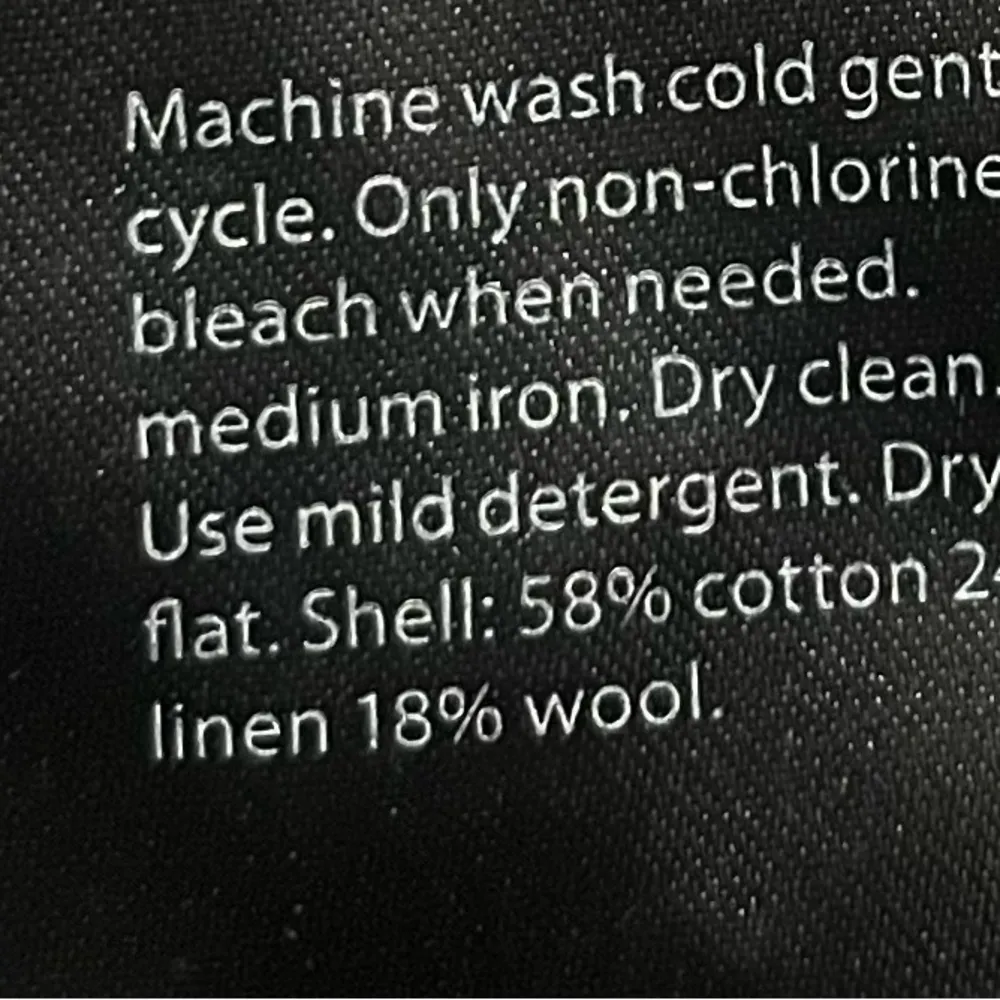 Machine wash cold gent
cycle. Only non-chlorine
bleach when needed.
medium iron. Dry clean.
Use mild detergent. Dry
flat. Shell: 58% cotton 2
linen 18% wool.